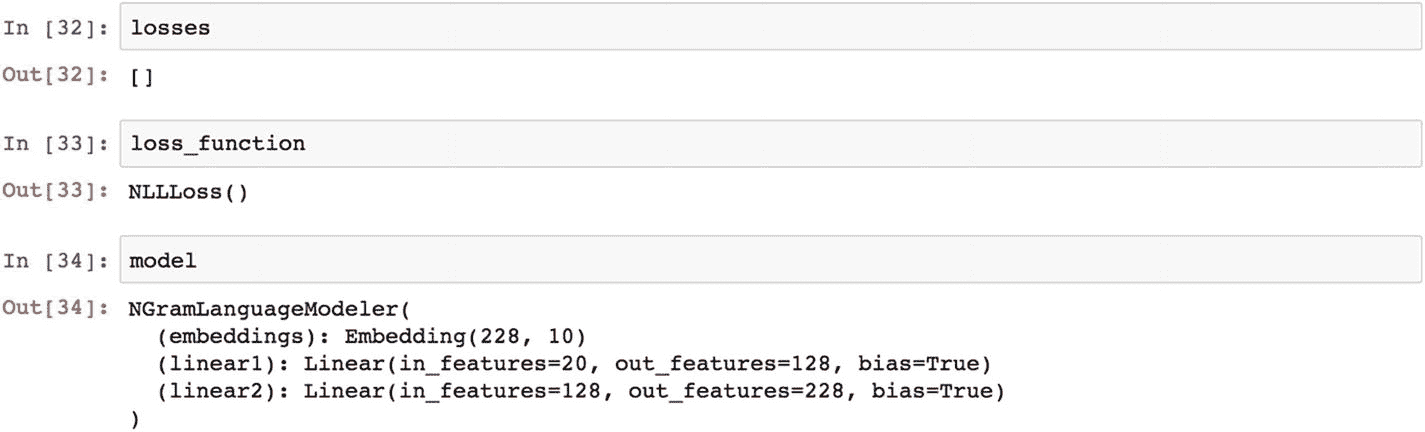 In [32]: losses
Out[32]: []
In [33]: loss_function
Out[33]: NLLLoss()
In [34]: model
Out[34]: NGramLanguageModeler(
  (embeddings): Embedding(228, 10)
  (linear1): Linear(in_features=20, out_features=128, bias=True)
  (linear2): Linear(in_features=128, out_features=228, bias=True)
)